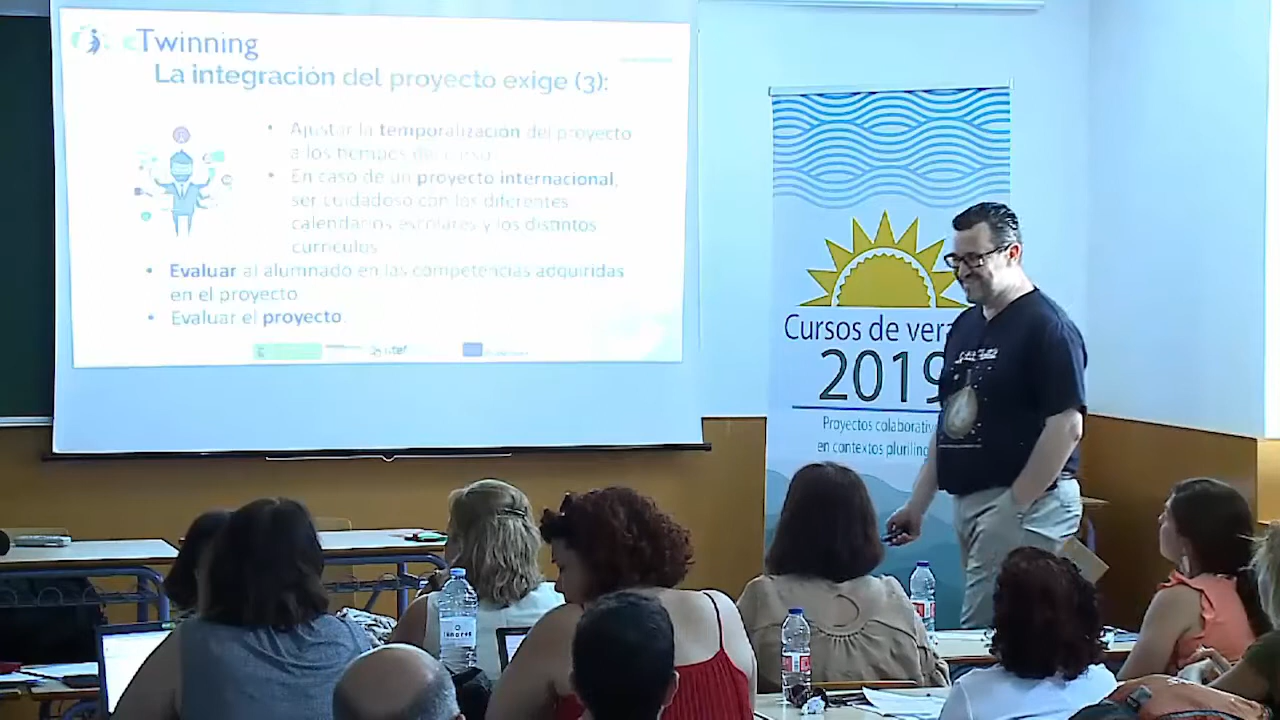 eTwinning
La integración del proyecto exige (3):
• Ajustar la temporalización del proyecto
a los tiempos del curso.
• En caso de un proyecto internacional,
ser cuidadoso con los diferentes
calendarios escolares y los distintos
currículos
• Evaluar al alumnado en las competencias adquiridas
en el proyecto
• Evaluar el proyecto.
Cursos de vera
2019
Proyectos colaborativ
en contextos pluriling